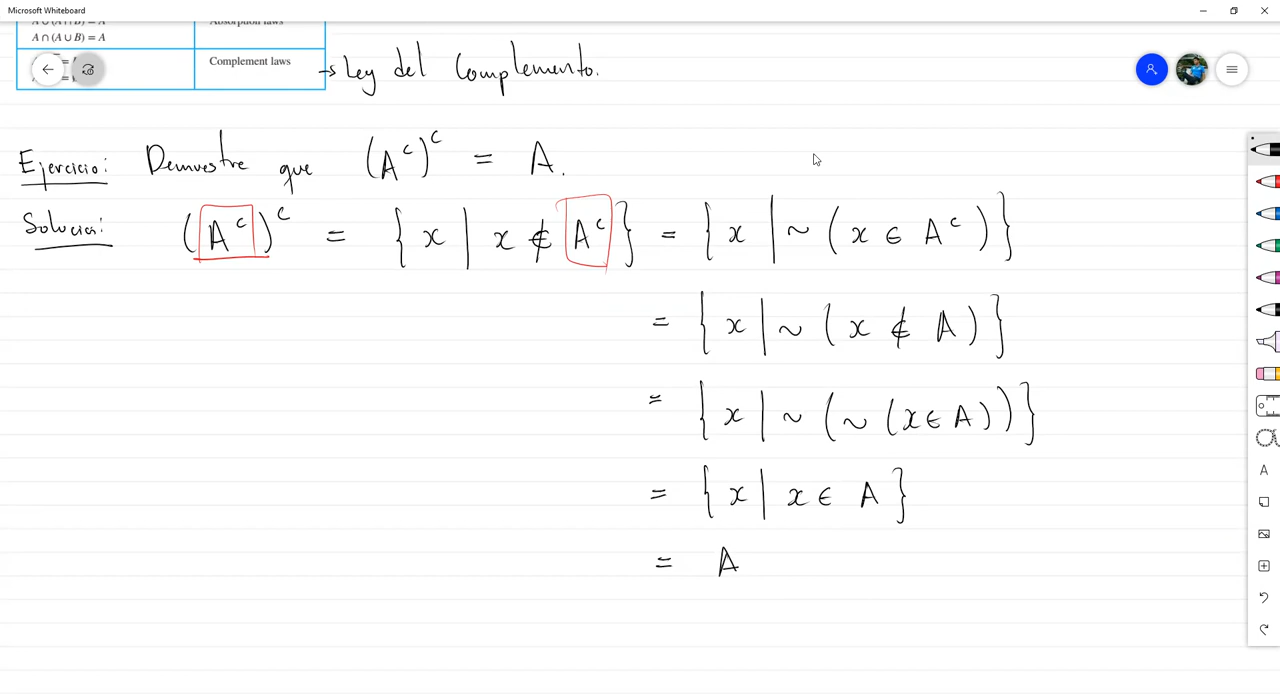 Microsoft Whiteboard
A ∪ (A ∩ B) = A
Absorption laws
A ∩ (A ∪ B) = A
Complement laws
→ Ley del Complemento.
Ejercicio: Demuestre que (A^c)^c = A.
Solución: (A^c)^c = { x | x ∉ A^c } = { x | ~ ( x ∈ A^c ) }
= { x | ~ ( x ∉ A ) }
= { x | ~ ( ~ ( x ∈ A ) ) }
= { x | x ∈ A }
= A
A